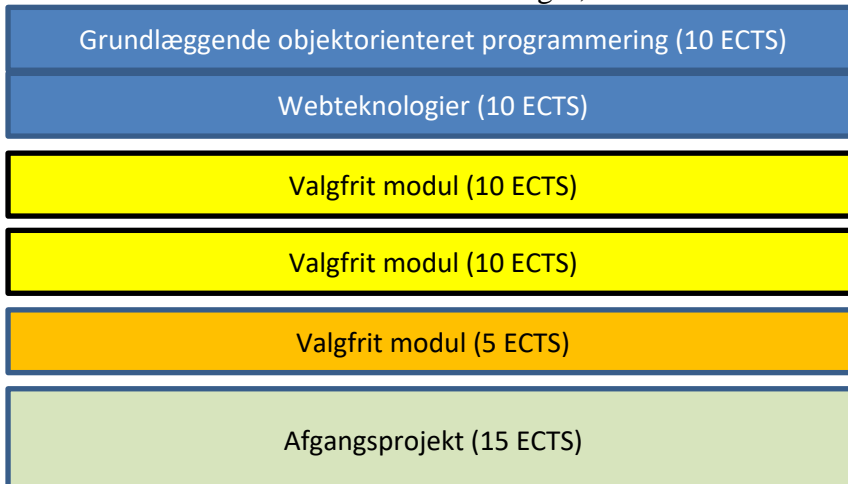 Grundlæggende objektorienteret programmering (10 ECTS)
Webteknologier (10 ECTS)
Valgfrit modul (10 ECTS)
Valgfrit modul (10 ECTS)
Valgfrit modul (5 ECTS)
Afgangsprojekt (15 ECTS)